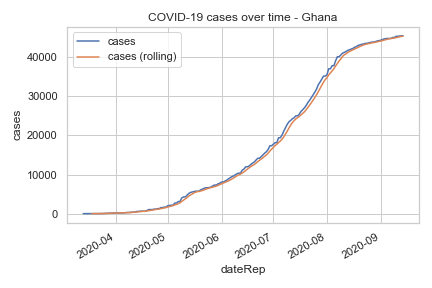 COVID-19 cases over time - Ghana
cases
cases (rolling)
cases
40000
30000
20000
10000
0
2020-04
2020-05
2020-06
2020-07
2020-08
2020-09
dateRep